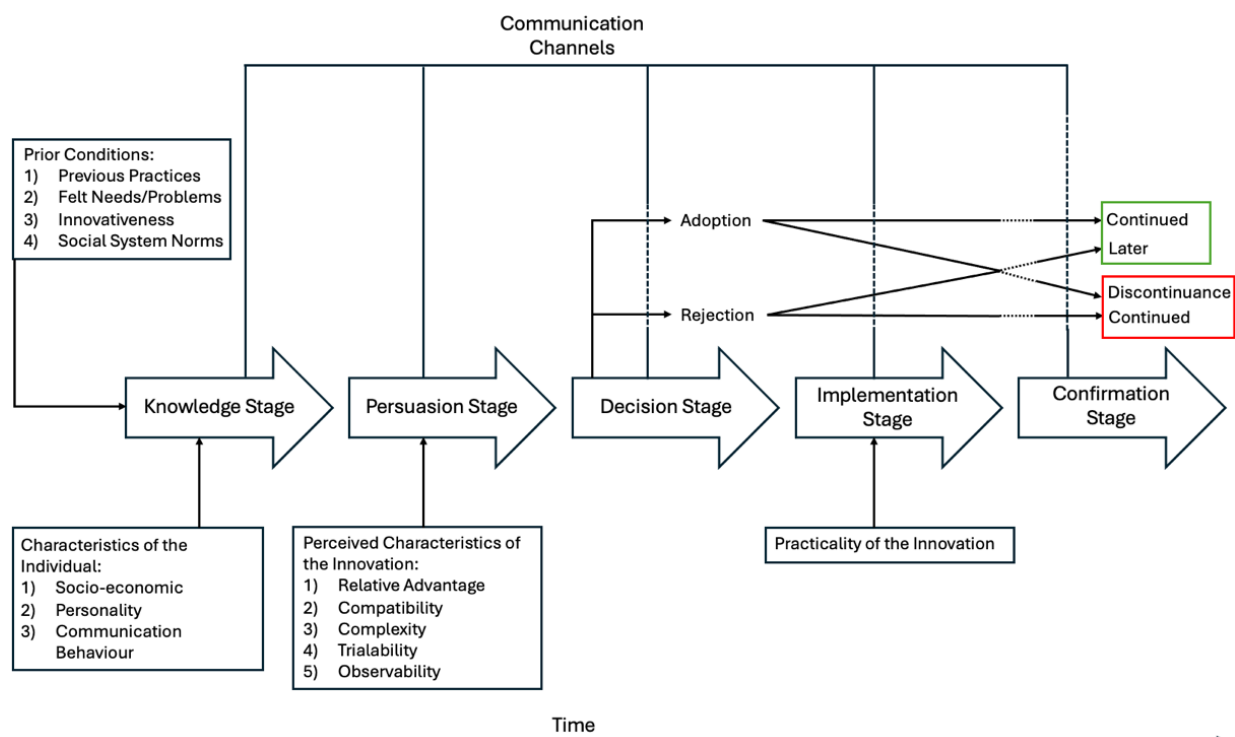 Communication
Channels
Prior Conditions:
1) Previous Practices
2) Felt Needs/Problems
3) Innovativeness
4) Social System Norms
Adoption
Rejection
Continued
Later
Discontinuance
Continued
Knowledge Stage
Persuasion Stage
Decision Stage
Implementation
Stage
Confirmation
Stage
Characteristics of the
Individual:
1) Socio-economic
2) Personality
3) Communication
Behaviour
Perceived Characteristics of
the Innovation:
1) Relative Advantage
2) Compatibility
3) Complexity
4) Trialability
5) Observability
Practicality of the Innovation
Time